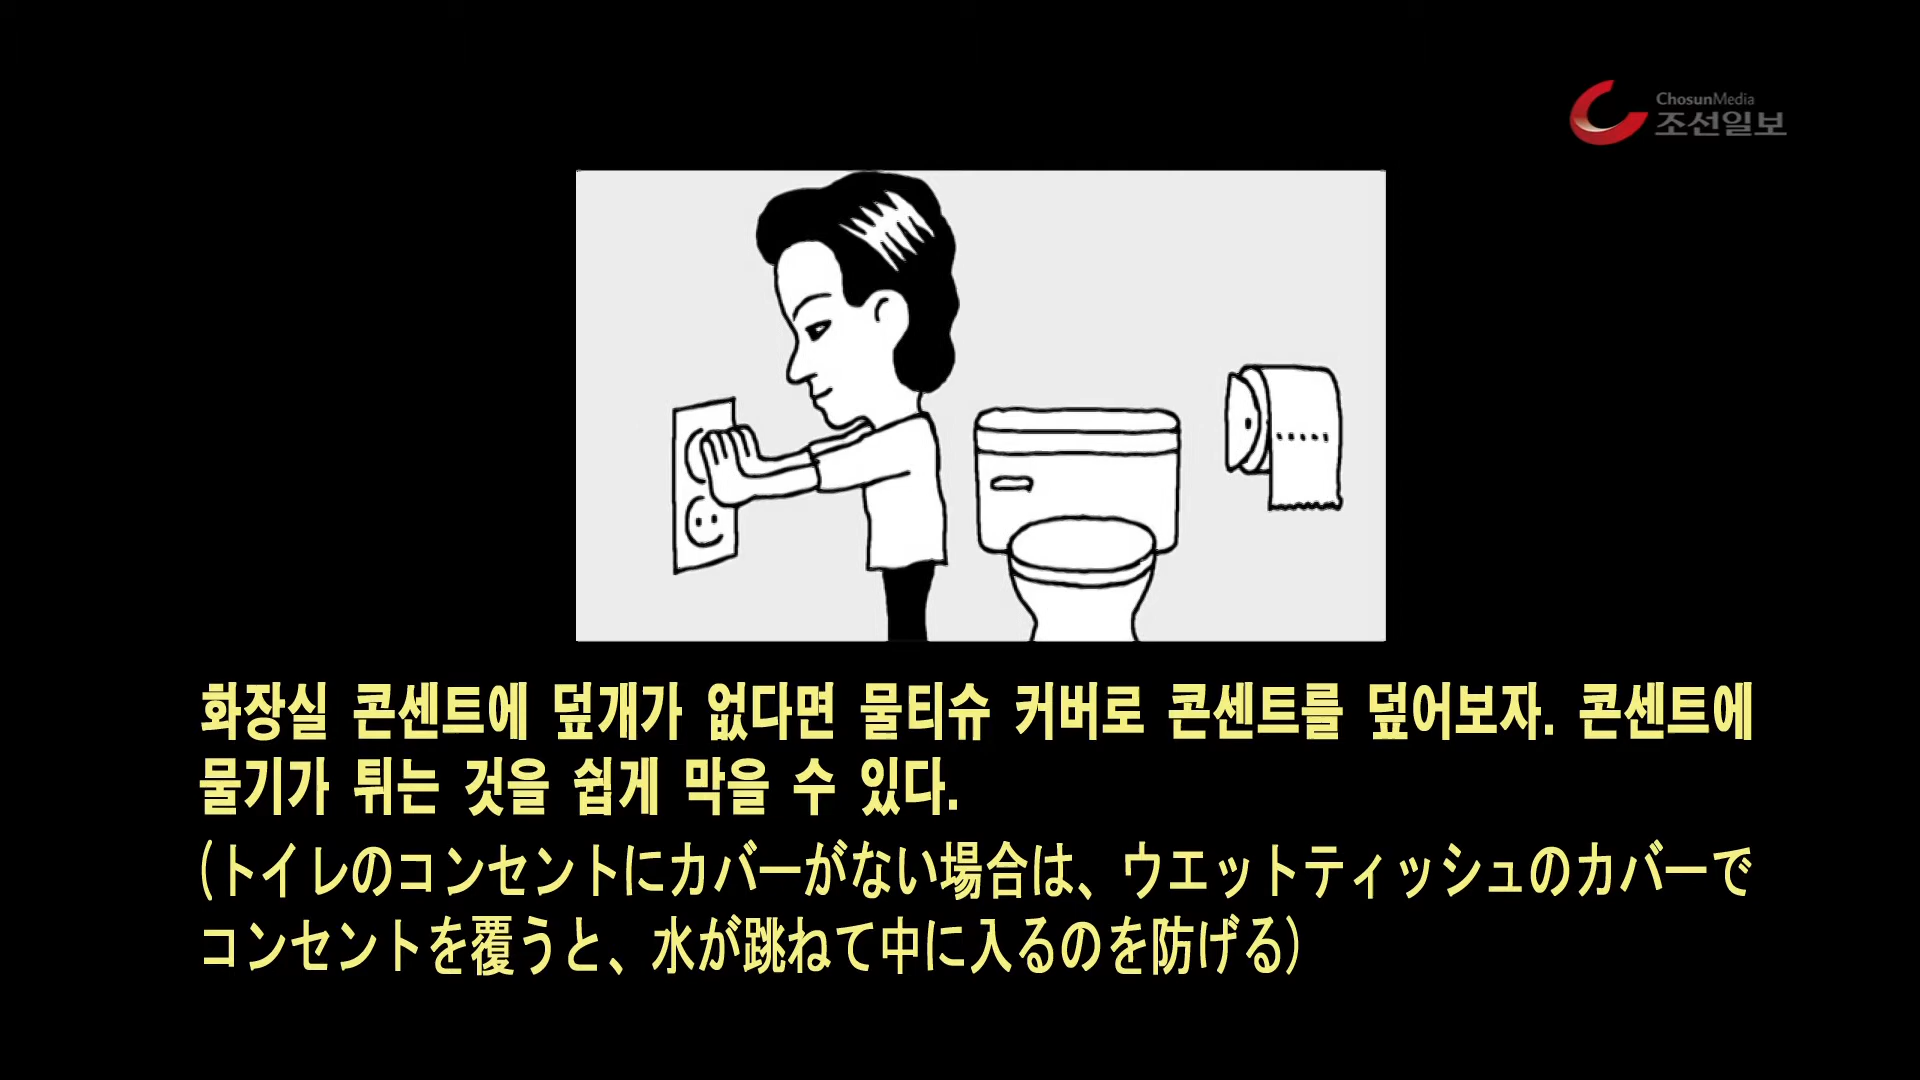 ChosunMedia
조선일보
화장실 콘센트에 덮개가 없다면 물티슈 커버로 콘센트를 덮어보자. 콘센트에
물기가 튀는 것을 쉽게 막을 수 있다.
(トイレのコンセントにカバーがない場合は、ウエットティッシュのカバーで
コンセントを覆うと、水が跳ねて中に入るのを防げる)